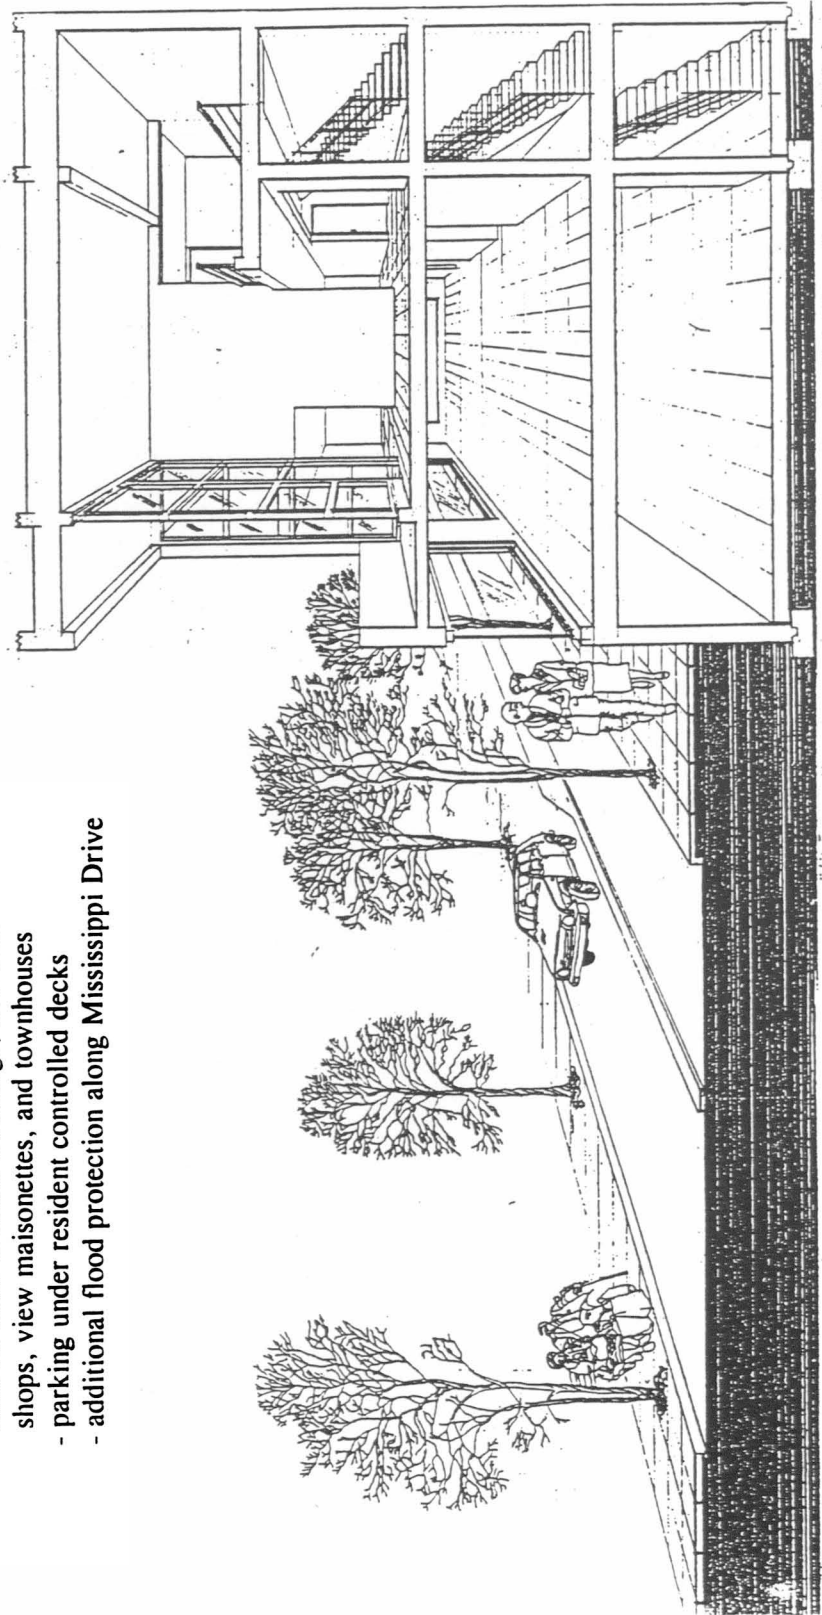 shops, view maisonettes, and townhouses
- parking under resident controlled decks
- additional flood protection along Mississippi Drive